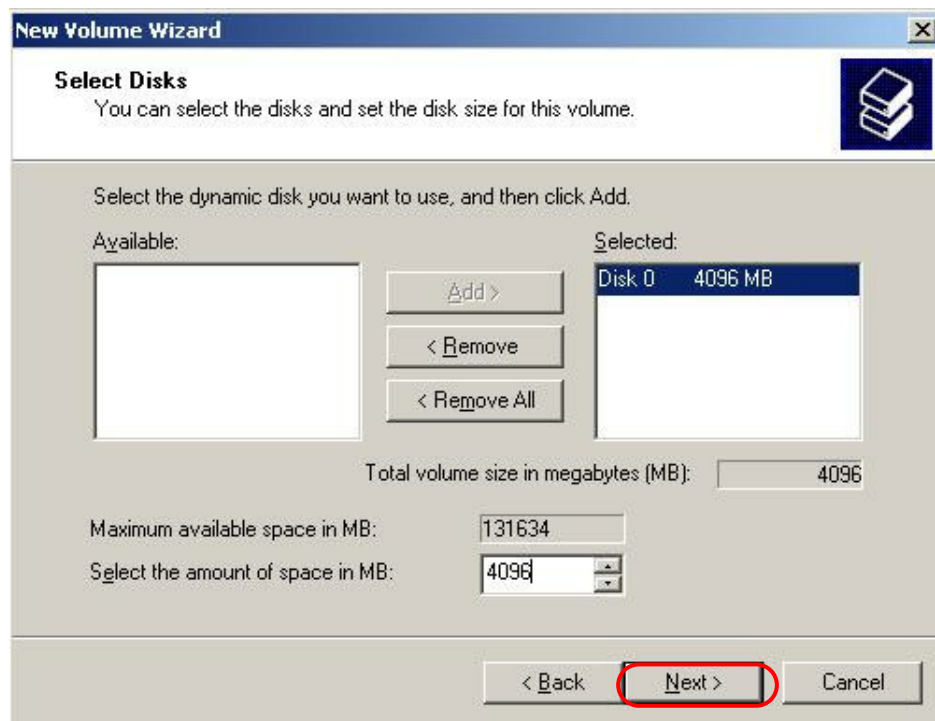 New Volume Wizard
Select Disks
You can select the disks and set the disk size for this volume.
Select the dynamic disk you want to use, and then click Add.
Available:
Selected:
Disk 0 4096 MB
Add >
< Remove
< Remove All
Total volume size in megabytes (MB): 4096
Maximum available space in MB: 131634
Select the amount of space in MB: 4096
< Back Next > Cancel